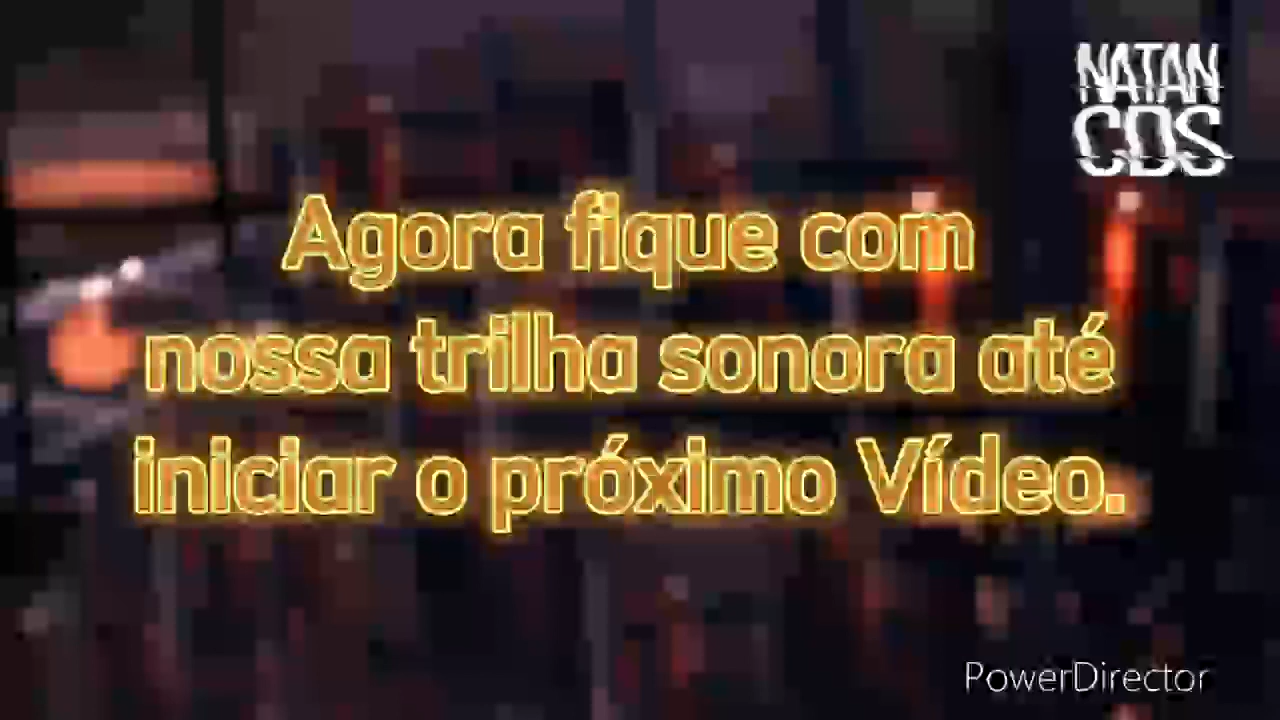 NATAN
CDS
Agora fique com
nossa trilha sonora até
iniciar o próximo Vídeo.
PowerDirector